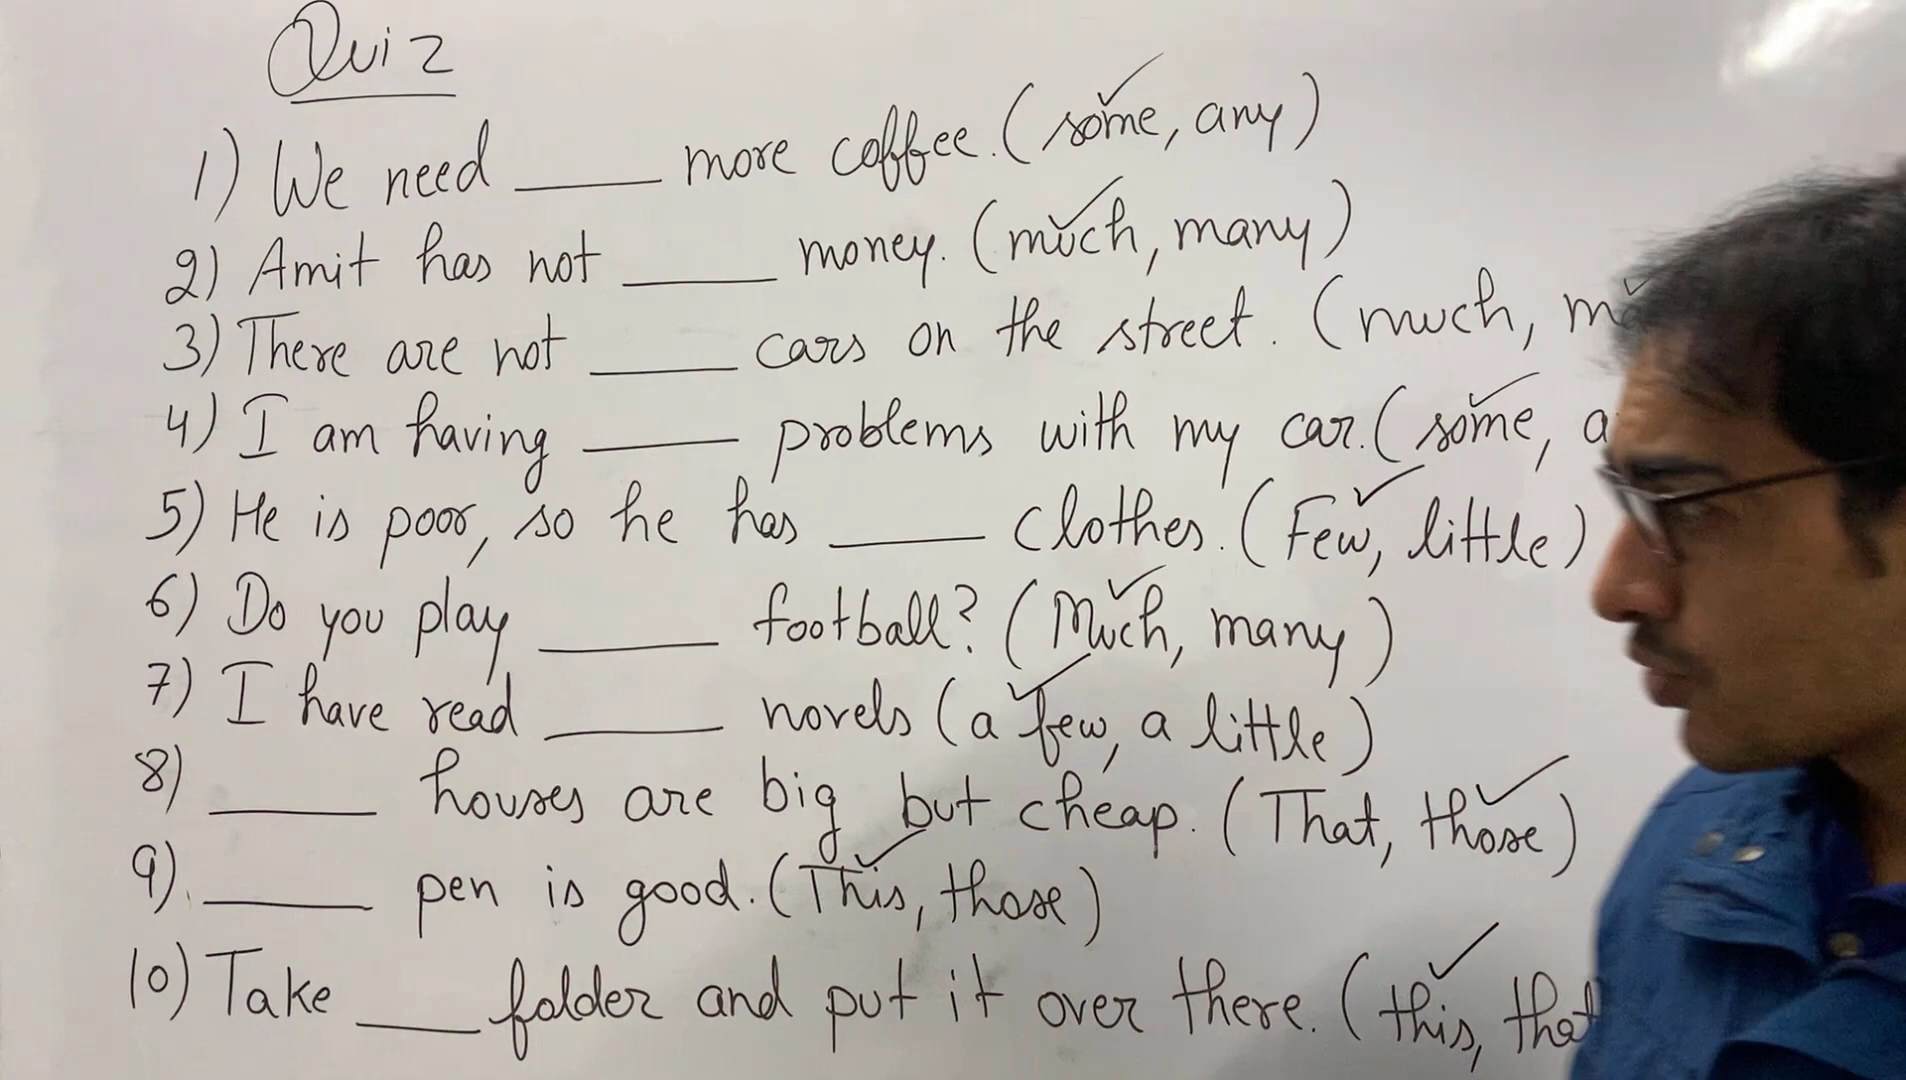 Quiz
1) We need ____ more coffee. (some, any)
2) Amit has not ____ money. (much, many)
3) There are not ____ cars on the street. (much,
4) I am having ____ problems with my car. (some,
5) He is poor, so he has ____ clothes. (Few, little)
6) Do you play ____ football? (Much, many)
7) I have read ____ novels (a few, a little)
8) ____ houses are big but cheap. (That, those)
9) ____ pen is good. (This, those)
10) Take ____ folder and put it over there. (this, that